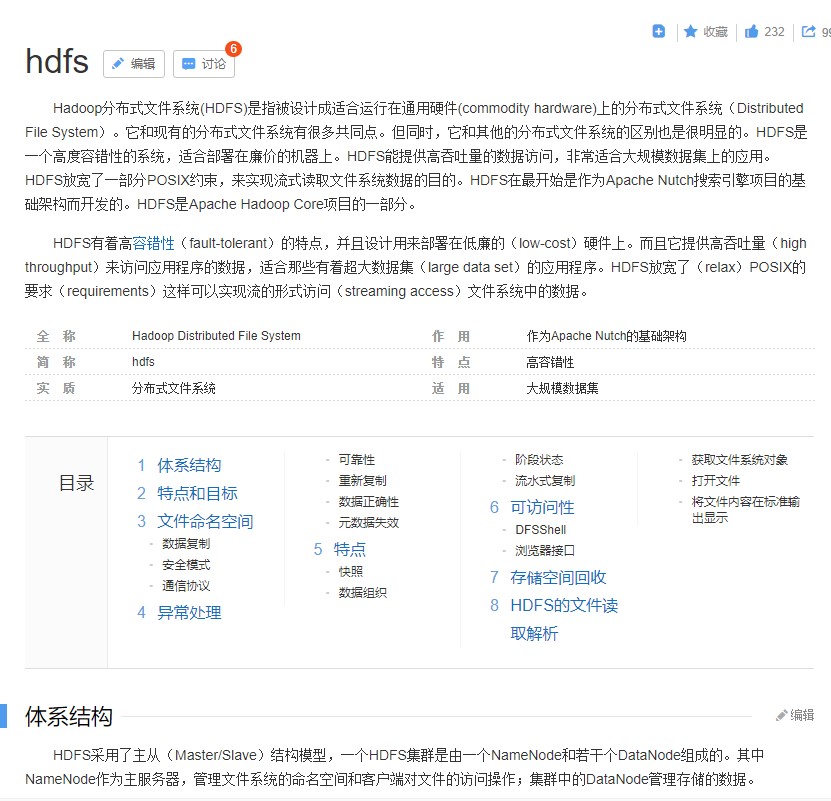 收藏 232 99
hdfs 编辑 讨论 6
Hadoop分布式文件系统(HDFS)是指被设计成适合运行在通用硬件(commodity hardware)上的分布式文件系统（Distributed
File System）。它和现有的分布式文件系统有很多共同点。但同时，它和其他的分布式文件系统的区别也是很明显的。HDFS是
一个高度容错性的系统，适合部署在廉价的机器上。HDFS能提供高吞吐量的数据访问，非常适合大规模数据集上的应用。
HDFS放宽了一部分POSIX约束，来实现流式读取文件系统数据的目的。HDFS在最开始是作为Apache Nutch搜索引擎项目的基
础架构而开发的。HDFS是Apache Hadoop Core项目的一部分。
HDFS有着高容错性（fault-tolerant）的特点，并且设计用来部署在低廉的（low-cost）硬件上。而且它提供高吞吐量（high
throughput）来访问应用程序的数据，适合那些有着超大数据集（large data set）的应用程序。HDFS放宽了（relax）POSIX的
要求（requirements）这样可以实现流的形式访问（streaming access）文件系统中的数据。
全 称 Hadoop Distributed File System 作 用 作为Apache Nutch的基础架构
简 称 hdfs 特 点 高容错性
实 质 分布式文件系统 适 用 大规模数据集
目录
1 体系结构
2 特点和目标
3 文件命名空间
- 数据复制
- 安全模式
- 通信协议
4 异常处理
- 可靠性
- 重新复制
- 数据正确性
- 元数据失效
5 特点
- 快照
- 数据组织
- 阶段状态
- 流水式复制
6 可访问性
- DFSShell
- 浏览器接口
7 存储空间回收
8 HDFS的文件读
取解析
- 获取文件系统对象
- 打开文件
- 将文件内容在标准输
出显示
体系结构 编辑
HDFS采用了主从（Master/Slave）结构模型，一个HDFS集群是由一个NameNode和若干个DataNode组成的。其中
NameNode作为主服务器，管理文件系统的命名空间和客户端对文件的访问操作；集群中的DataNode管理存储的数据。